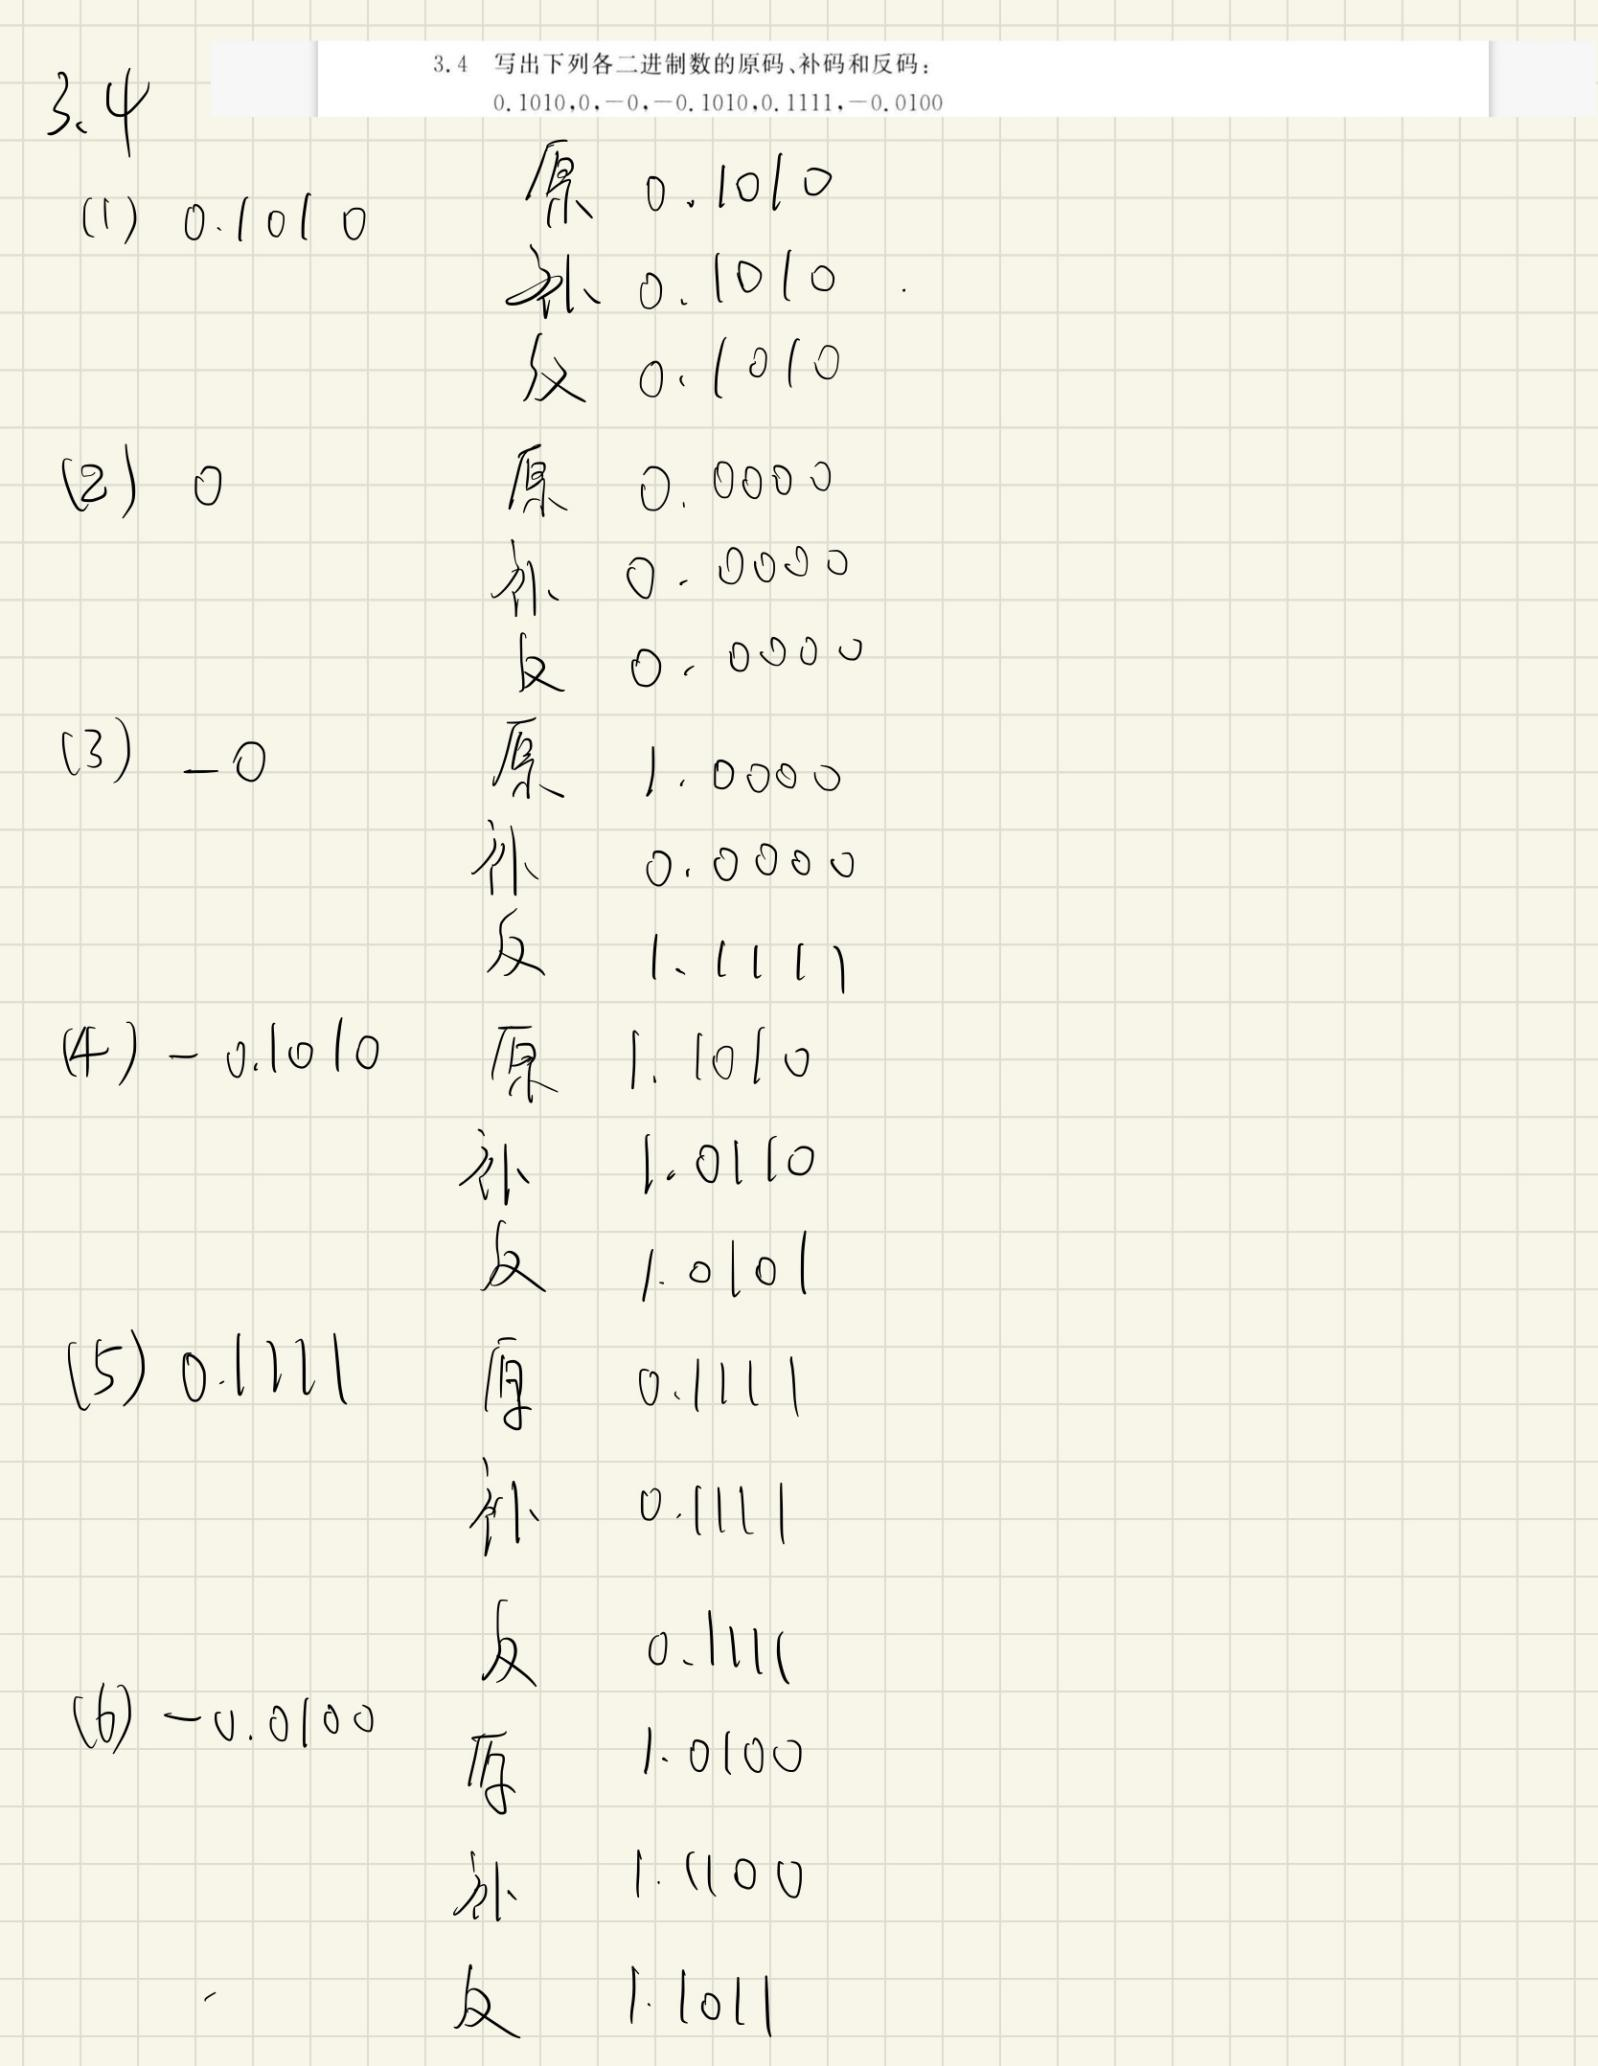 3.4 写出下列各二进制数的原码、补码和反码:
0.1010,0,-0,-0.1010,0.1111,-0.0100
3.4
(1) 0.1010 原 0.1010
补 0.1010
反 0.1010
(2) 0 原 0.0000
补 0.0000
反 0.0000
(3) -0 原 1.0000
补 0.0000
反 1.1111
(4) -0.1010 原 1.1010
补 1.0110
反 1.0101
(5) 0.1111 原 0.1111
补 0.1111
反 0.1111
(6) -0.0100 原 1.0100
补 1.1100
反 1.1011